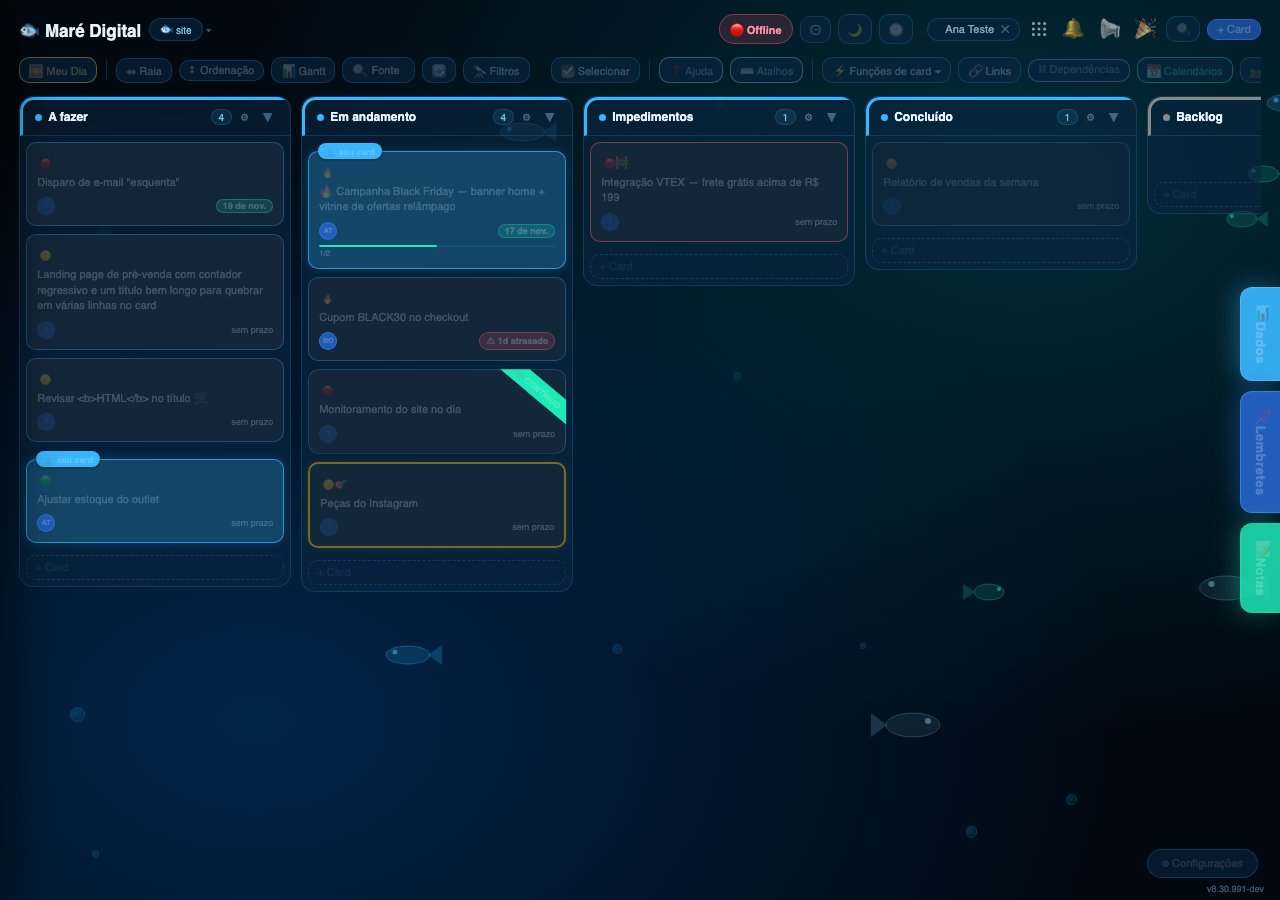 Maré Digital
site
Offline
Ana Teste ✕
+ Card
Meu Dia
Raia
Ordenação
Gantt
Fonte
Filtros
Selecionar
Ajuda
Atalhos
Funções de card
Links
Dependências
Calendários
A fazer
4
Disparo de e-mail "esquenta"
19 de nov.
Landing page de pré-venda com contador
regressivo e um título bem longo para quebrar
em várias linhas no card
sem prazo
Revisar <b>HTML</b> no título
sem prazo
seu card
Ajustar estoque do outlet
AT
sem prazo
+ Card
Em andamento
4
seu card
Campanha Black Friday — banner home +
vitrine de ofertas relâmpago
AT
17 de nov.
1/2
Cupom BLACK30 no checkout
BO
⚠ 1d atrasado
CONTÍNUO
Monitoramento do site no dia
sem prazo
Peças do Instagram
sem prazo
+ Card
Impedimentos
1
Integração VTEX — frete grátis acima de R$
199
sem prazo
+ Card
Concluído
1
Relatório de vendas da semana
sem prazo
+ Card
Backlog
+ Card
Dados
Lembretes
Notas
Configurações
v8.30.991-dev